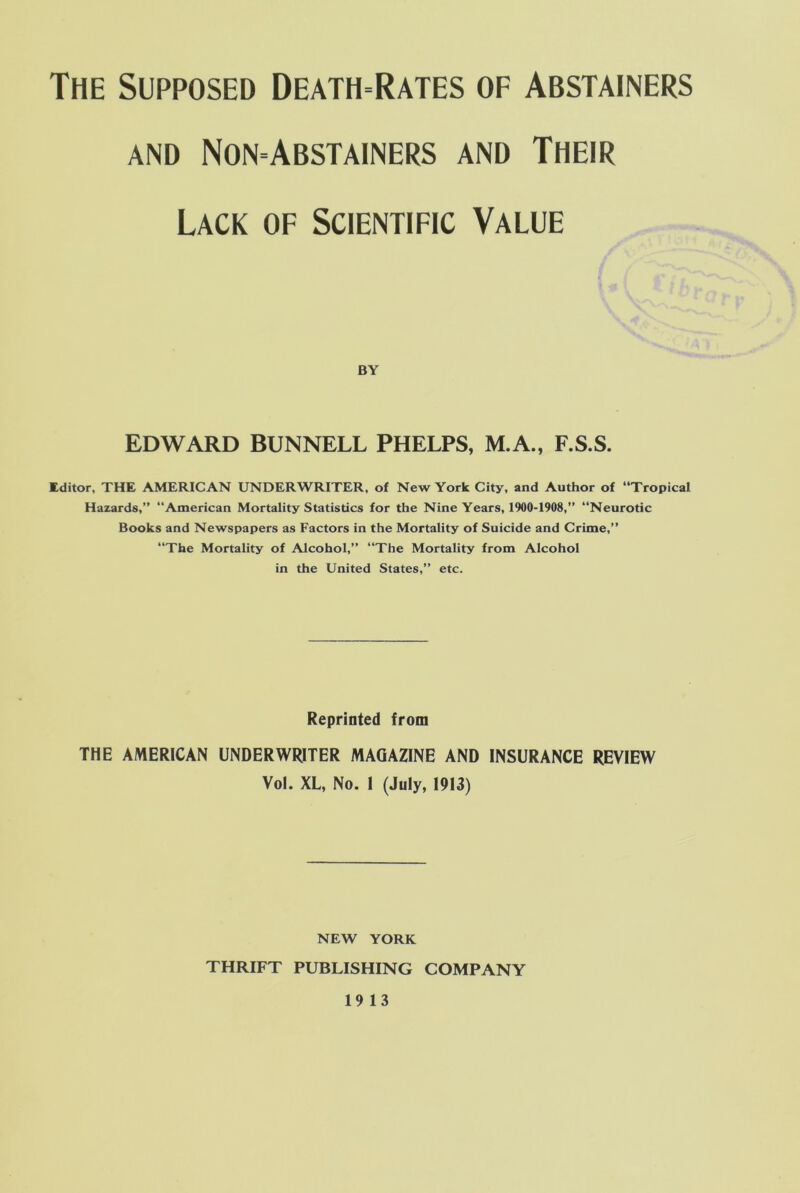 THE SUPPOSED DEATH=RATES OF ABSTAINERS
AND NON=ABSTAINERS AND THEIR
LACK OF SCIENTIFIC VALUE
Library
BY
EDWARD BUNNELL PHELPS, M.A., F.S.S.
Editor, THE AMERICAN UNDERWRITER, of New York City, and Author of “Tropical
Hazards,” “American Mortality Statistics for the Nine Years, 1900-1908,” “Neurotic
Books and Newspapers as Factors in the Mortality of Suicide and Crime,”
“The Mortality of Alcohol,” “The Mortality from Alcohol
in the United States,” etc.
Reprinted from
THE AMERICAN UNDERWRITER MAGAZINE AND INSURANCE REVIEW
Vol. XL, No. 1 (July, 1913)
NEW YORK
THRIFT PUBLISHING COMPANY
1913